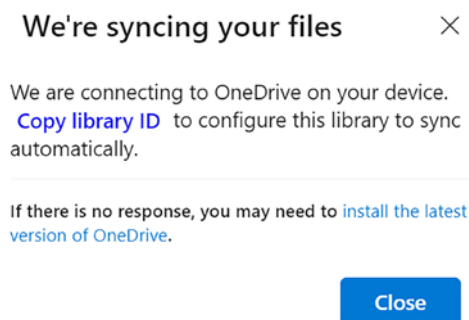 We're syncing your files
We are connecting to OneDrive on your device.
Copy library ID to configure this library to sync
automatically.
If there is no response, you may need to install the latest
version of OneDrive.
Close